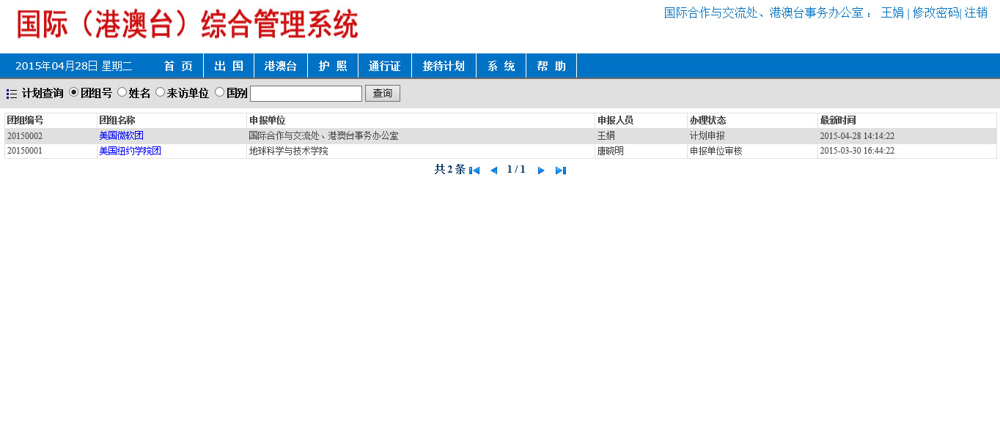 国际（港澳台）综合管理系统
国际合作与交流处、港澳台事务办公室 ： 王娟 | 修改密码| 注销
2015年04月28日 星期二 首 页 出 国 港澳台 护 照 通行证 接待计划 系 统 帮 助
计划查询 团组号 姓名 来访单位 国别 查询
团组编号 团组名称 申报单位 申报人员 办理状态 最新时间
20150002 美国微软团 国际合作与交流处、港澳台事务办公室 王娟 计划申报 2015-04-28 14:14:22
20150001 美国纽约学院团 地球科学与技术学院 唐晓明 申报单位审核 2015-03-30 16:44:22
共 2 条 1 / 1